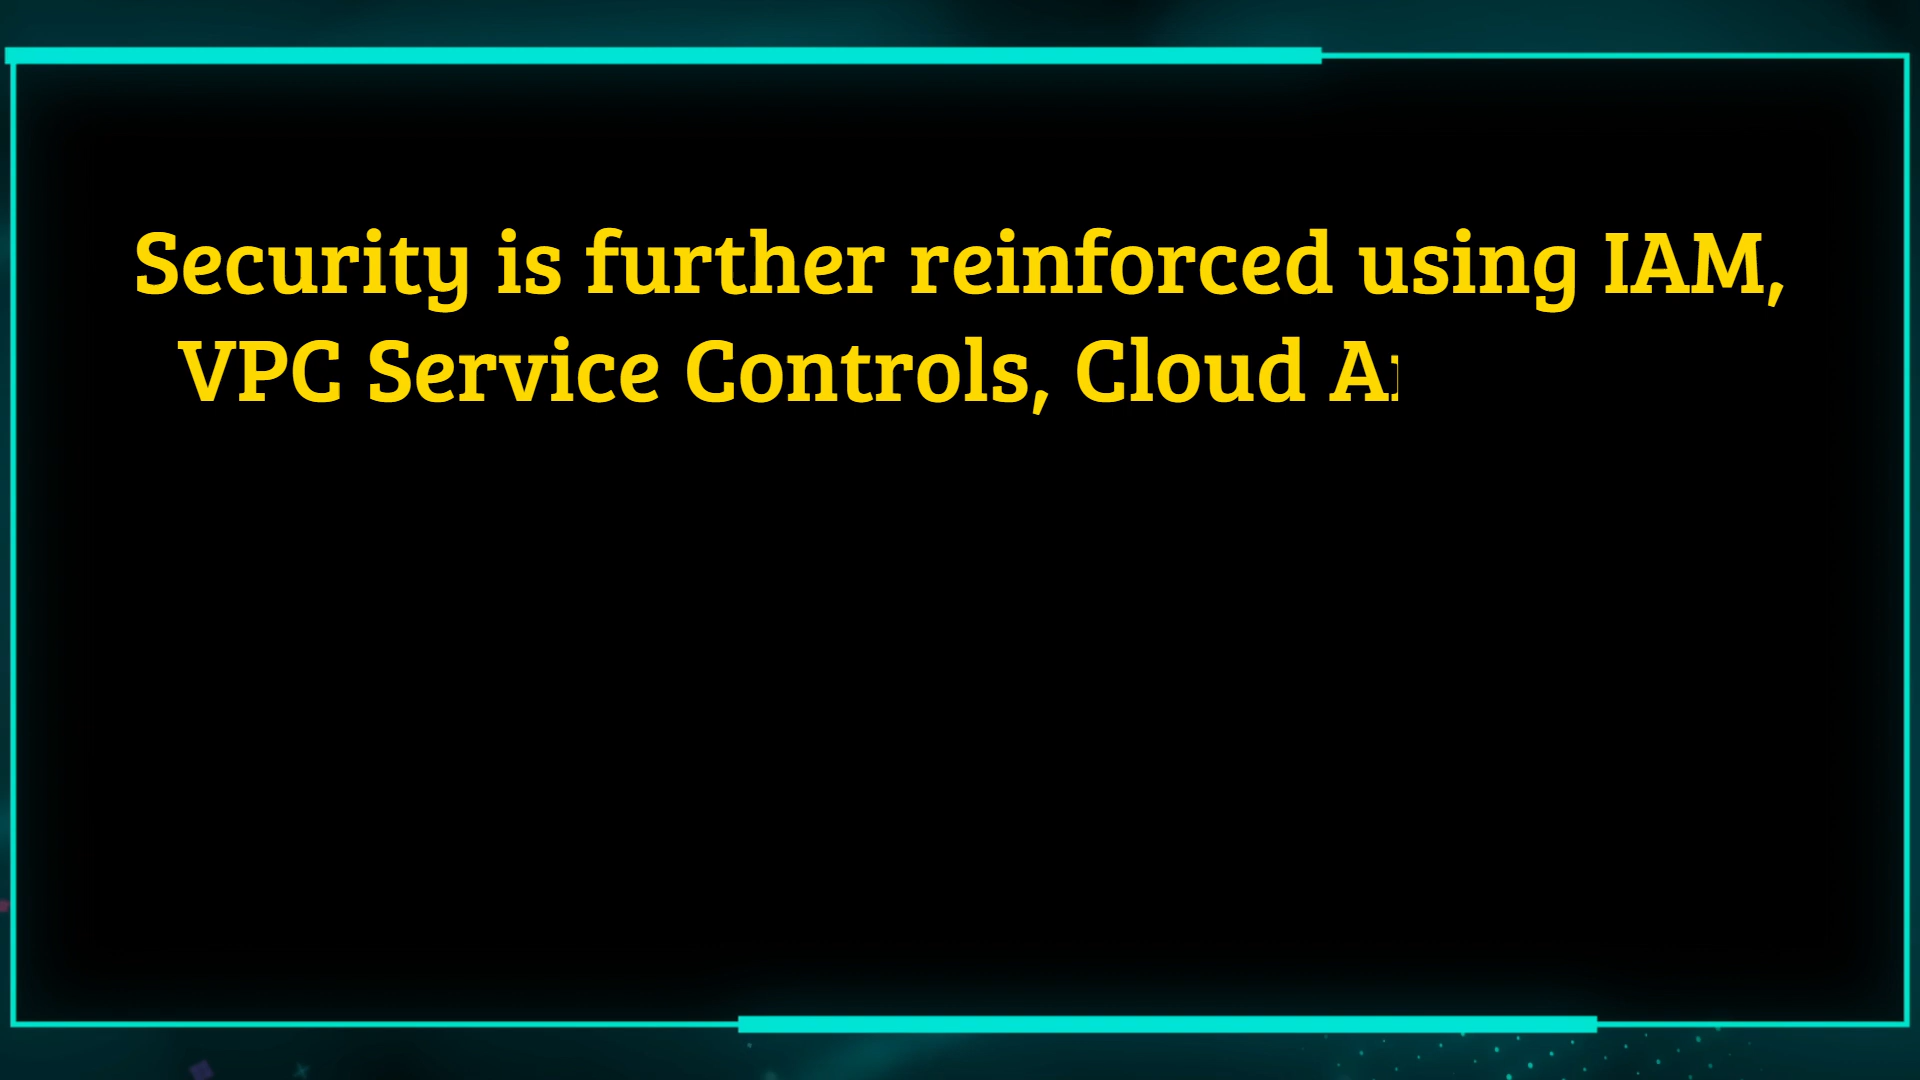 Security is further reinforced using IAM,
VPC Service Controls, Cloud